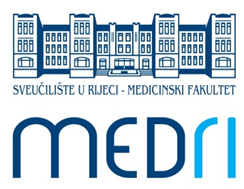 SVEUČILIŠTE U RIJECI - MEDICINSKI FAKULTET
MEDRI